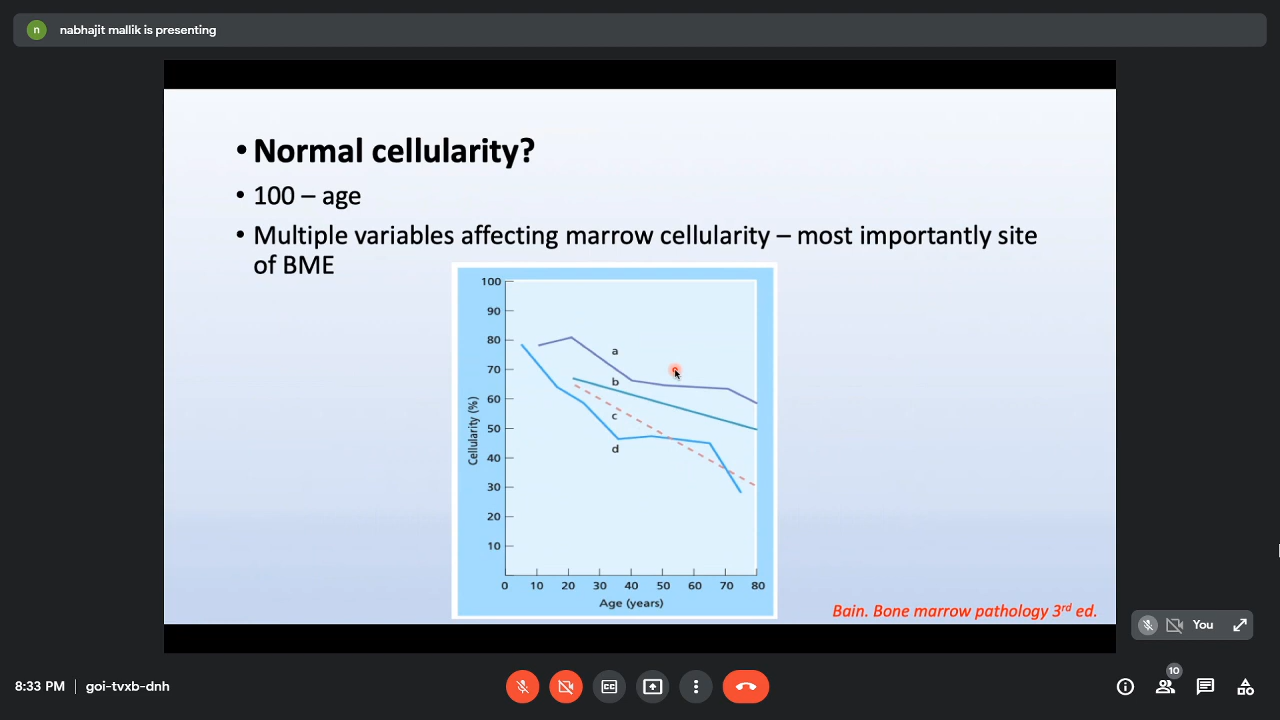 n nabhajit mallik is presenting
• Normal cellularity?
• 100 – age
• Multiple variables affecting marrow cellularity – most importantly site
of BME
100
90
80
70
60
50
40
30
20
10
Cellularity (%)
a
b
c
d
0 10 20 30 40 50 60 70 80
Age (years)
Bain. Bone marrow pathology 3rd ed.
You
8:33 PM | goi-tvxb-dnh
CC
10